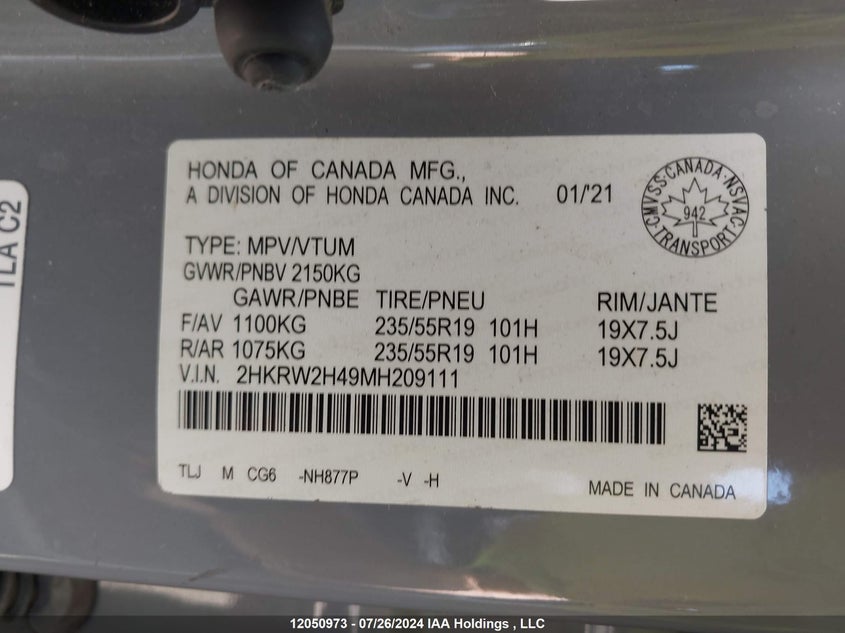 HONDA OF CANADA MFG.,
A DIVISION OF HONDA CANADA INC. 01/'21
CMVSS·CANADA·NSVAC·TRANSPORT
942
TYPE: MPV/VTUM
GVWR/PNBV 2150KG
GAWR/PNBE TIRE/PNEU RIM/JANTE
F/AV 1100KG 235/55R19 101H 19X7.5J
R/AR 1075KG 235/55R19 101H 19X7.5J
V.I.N. 2HKRW2H49MH209111
TLJ M CG6 -NH877P -V -H
MADE IN CANADA
TLA C2
12050973 - 07/26/2024 IAA Holdings , LLC